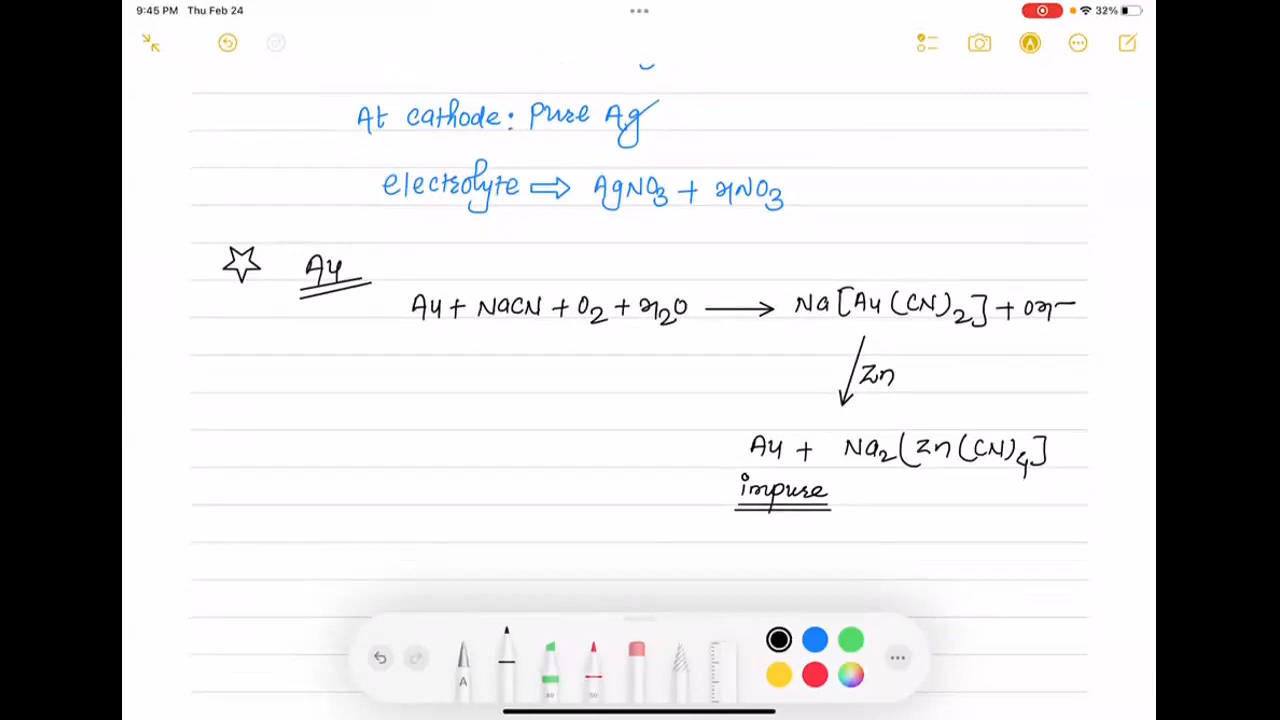 9:45 PM Thu Feb 24
32%
At cathode: Pure Ag
electrolyte ⇒ AgNO3 + HNO3
☆ Au
Au + NaCN + O2 + H2O ⟶ Na[Au(CN)2] + OH−
Zn
Au + Na2[Zn(CN)4]
impure
A